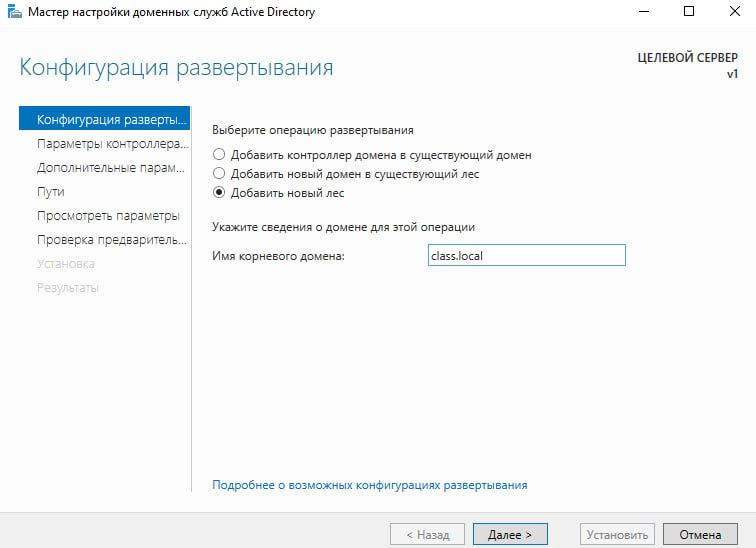 Мастер настройки доменных служб Active Directory
Конфигурация развертывания
ЦЕЛЕВОЙ СЕРВЕР
v1
Конфигурация разверты...
Параметры контроллера...
Дополнительные парам...
Пути
Просмотреть параметры
Проверка предваритель...
Установка
Результаты
Выберите операцию развертывания
Добавить контроллер домена в существующий домен
Добавить новый домен в существующий лес
Добавить новый лес
Укажите сведения о домене для этой операции
Имя корневого домена: class.local
Подробнее о возможных конфигурациях развертывания
< Назад Далее > Установить Отмена